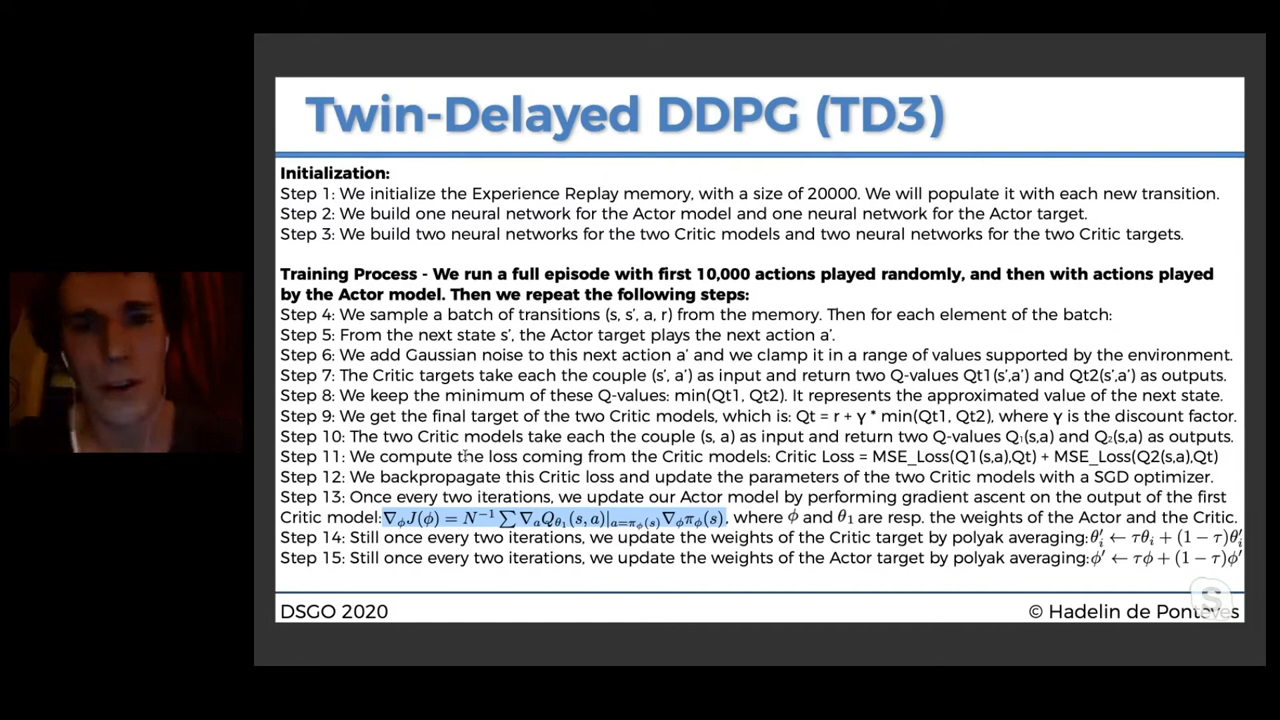 Twin-Delayed DDPG (TD3)
Initialization:
Step 1: We initialize the Experience Replay memory, with a size of 20000. We will populate it with each new transition.
Step 2: We build one neural network for the Actor model and one neural network for the Actor target.
Step 3: We build two neural networks for the two Critic models and two neural networks for the two Critic targets.
Training Process - We run a full episode with first 10,000 actions played randomly, and then with actions played
by the Actor model. Then we repeat the following steps:
Step 4: We sample a batch of transitions (s, s’, a, r) from the memory. Then for each element of the batch:
Step 5: From the next state s’, the Actor target plays the next action a’.
Step 6: We add Gaussian noise to this next action a’ and we clamp it in a range of values supported by the environment.
Step 7: The Critic targets take each the couple (s’, a’) as input and return two Q-values Qt1(s’,a’) and Qt2(s’,a’) as outputs.
Step 8: We keep the minimum of these Q-values: min(Qt1, Qt2). It represents the approximated value of the next state.
Step 9: We get the final target of the two Critic models, which is: Qt = r + γ * min(Qt1, Qt2), where γ is the discount factor.
Step 10: The two Critic models take each the couple (s, a) as input and return two Q-values Q₁(s,a) and Q₂(s,a) as outputs.
Step 11: We compute the loss coming from the Critic models: Critic Loss = MSE_Loss(Q1(s,a),Qt) + MSE_Loss(Q2(s,a),Qt)
Step 12: We backpropagate this Critic loss and update the parameters of the two Critic models with a SGD optimizer.
Step 13: Once every two iterations, we update our Actor model by performing gradient ascent on the output of the first
Critic model: ∇_ϕ J(ϕ) = N⁻¹ ∑ ∇_a Q_θ₁(s, a)|_{a=π_ϕ(s)} ∇_ϕ π_ϕ(s), where ϕ and θ₁ are resp. the weights of the Actor and the Critic.
Step 14: Still once every two iterations, we update the weights of the Critic target by polyak averaging: θ′ᵢ ← τθᵢ + (1 − τ)θ′ᵢ
Step 15: Still once every two iterations, we update the weights of the Actor target by polyak averaging: ϕ′ ← τϕ + (1 − τ)ϕ′
DSGO 2020
© Hadelin de Ponteves